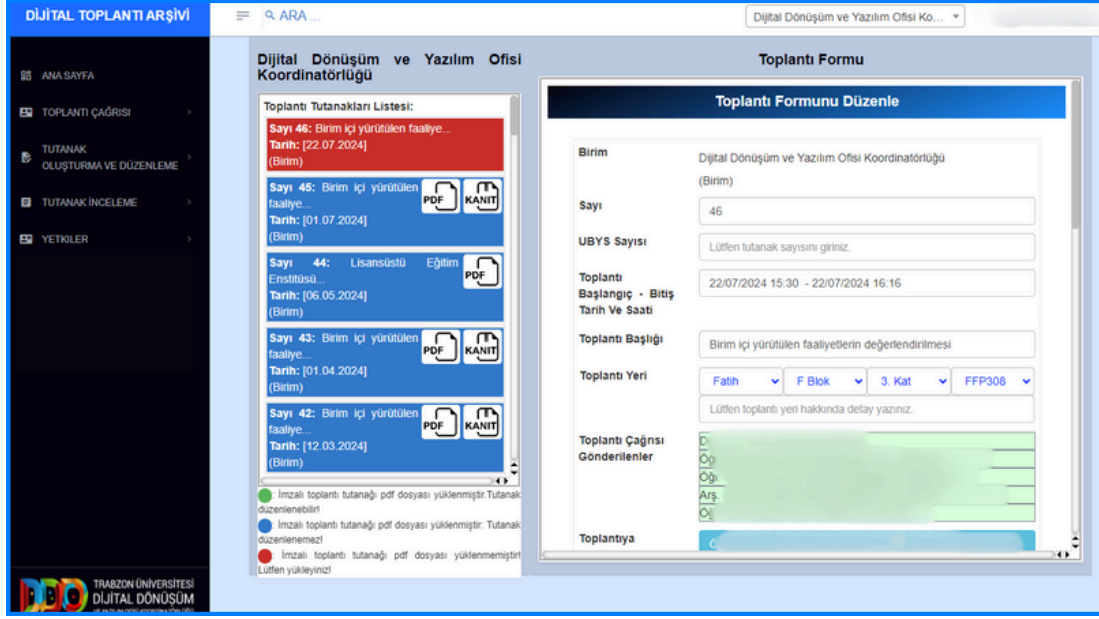 DİJİTAL TOPLANTI ARŞİVİ
ARA ...
Dijital Dönüşüm ve Yazılım Ofisi Ko...
ANA SAYFA
TOPLANTI ÇAĞRISI
TUTANAK
OLUŞTURMA VE DÜZENLEME
TUTANAK İNCELEME
YETKİLER
TRABZON ÜNİVERSİTESİ
DİJİTAL DÖNÜŞÜM
Dijital Dönüşüm ve Yazılım Ofisi
Koordinatörlüğü
Toplantı Tutanakları Listesi:
Sayı 46: Birim içi yürütülen faaliye...
Tarih: [22.07.2024]
(Birim)
Sayı 45: Birim içi yürütülen
faaliye...
Tarih: [01.07.2024]
(Birim)
PDF
KANIT
Sayı 44: Lisansüstü Eğitim
Enstitüsü...
Tarih: [06.05.2024]
(Birim)
PDF
Sayı 43: Birim içi yürütülen
faaliye...
Tarih: [01.04.2024]
(Birim)
PDF
KANIT
Sayı 42: Birim içi yürütülen
faaliye...
Tarih: [12.03.2024]
(Birim)
PDF
KANIT
: İmzalı toplantı tutanağı pdf dosyası yüklenmiştir.Tutanak
düzenlenebilir!
: İmzalı toplantı tutanağı pdf dosyası yüklenmiştir: Tutanak
düzenlenemez!
: İmzalı toplantı tutanağı pdf dosyası yüklenmemiştir!
Lütfen yükleyiniz!
Toplantı Formu
Toplantı Formunu Düzenle
Birim
Dijital Dönüşüm ve Yazılım Ofisi Koordinatörlüğü
(Birim)
Sayı
46
UBYS Sayısı
Lütfen tutanak sayısını giriniz.
Toplantı
Başlangıç - Bitiş
Tarih Ve Saati
22/07/2024 15:30 - 22/07/2024 16:16
Toplantı Başlığı
Birim içi yürütülen faaliyetlerin değerlendirilmesi
Toplantı Yeri
Fatih
F Blok
3. Kat
FFP308
Lütfen toplantı yeri hakkında detay yazınız.
Toplantı Çağrısı
Gönderilenler
Arş.
Toplantıya